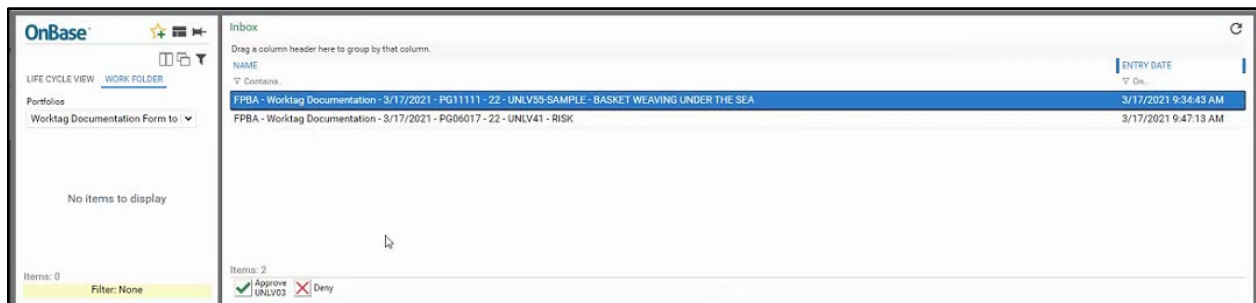 OnBase
LIFE CYCLE VIEW WORK FOLDER
Portfolios
Worktag Documentation Form to
No items to display
Items: 0
Filter: None
Inbox
Drag a column header here to group by that column.
NAME ENTRY DATE
Contains.. On..
FPBA - Worktag Documentation - 3/17/2021 - PG11111 - 22 - UNLV55-SAMPLE - BASKET WEAVING UNDER THE SEA 3/17/2021 9:34:43 AM
FPBA - Worktag Documentation - 3/17/2021 - PG06017 - 22 - UNLV41 - RISK 3/17/2021 9:47:13 AM
Items: 2
Approve
UNLV03
Deny